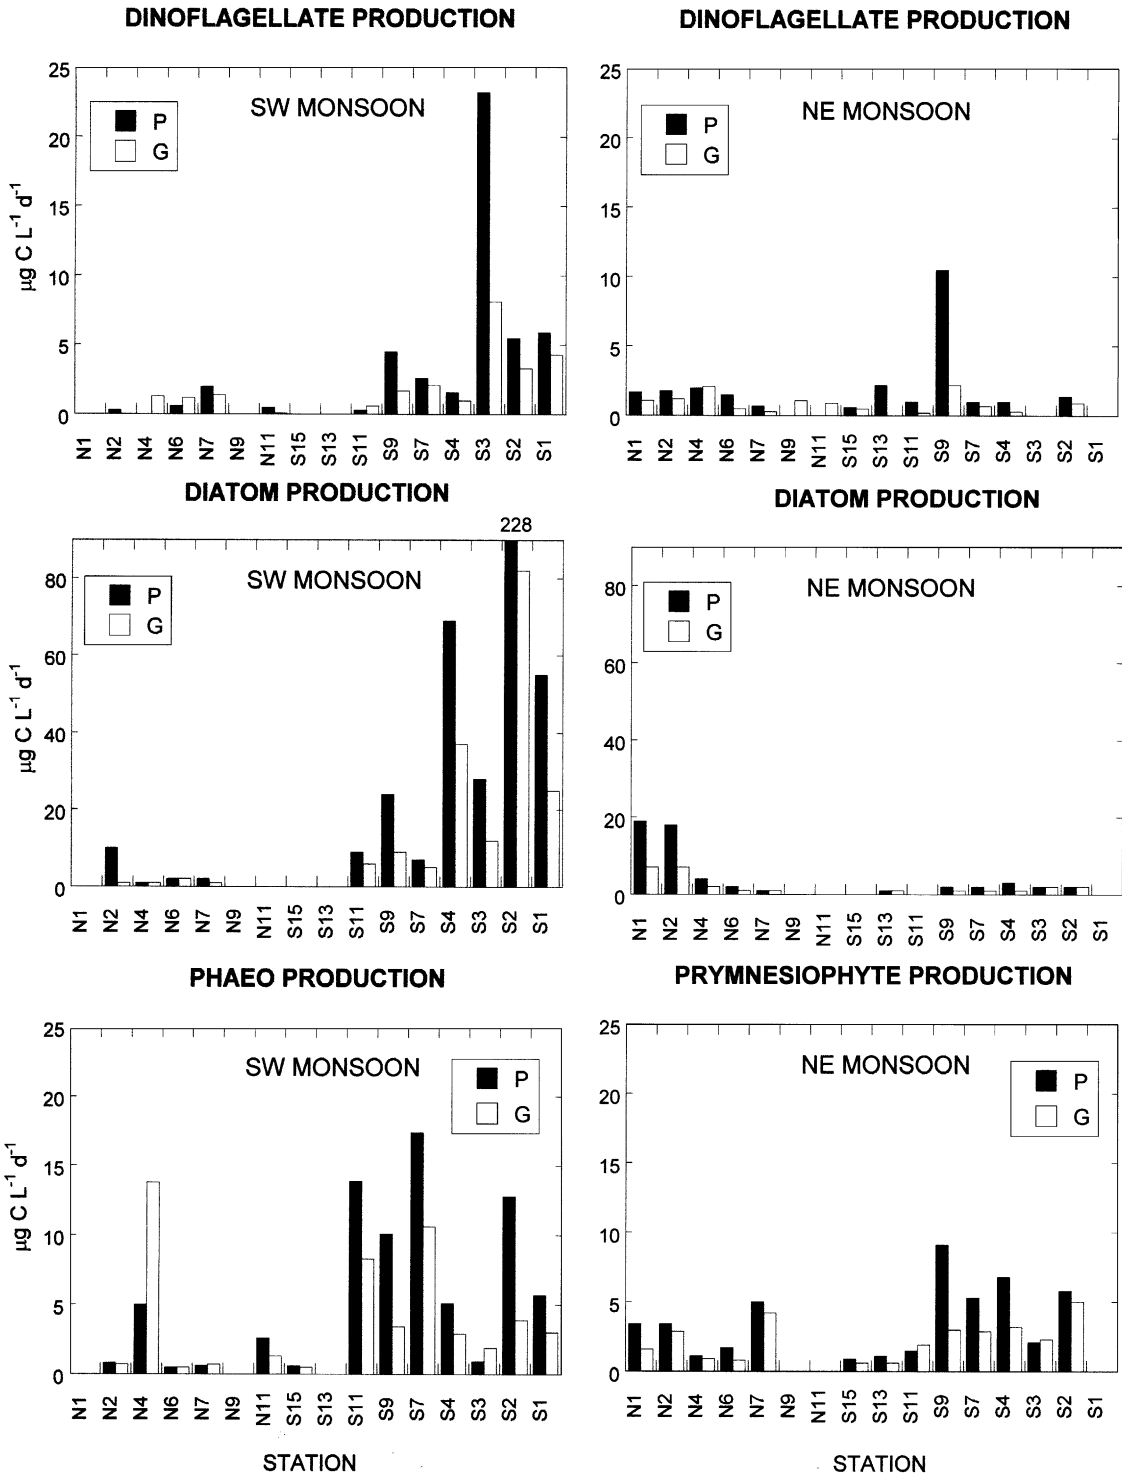 DINOFLAGELLATE PRODUCTION
SW MONSOON
P
G
25
20
15
10
5
0
µg C L⁻¹ d⁻¹
N1 N2 N4 N6 N7 N9 N11 S15 S13 S11 S9 S7 S4 S3 S2 S1
DINOFLAGELLATE PRODUCTION
NE MONSOON
P
G
25
20
15
10
5
0
N1 N2 N4 N6 N7 N9 N11 S15 S13 S11 S9 S7 S4 S3 S2 S1
DIATOM PRODUCTION
228
SW MONSOON
P
G
80
60
40
20
0
µg C L⁻¹ d⁻¹
N1 N2 N4 N6 N7 N9 N11 S15 S13 S11 S9 S7 S4 S3 S2 S1
DIATOM PRODUCTION
NE MONSOON
P
G
80
60
40
20
0
N1 N2 N4 N6 N7 N9 N11 S15 S13 S11 S9 S7 S4 S3 S2 S1
PHAEO PRODUCTION
SW MONSOON
P
G
25
20
15
10
5
0
µg C L⁻¹ d⁻¹
N1 N2 N4 N6 N7 N9 N11 S15 S13 S11 S9 S7 S4 S3 S2 S1
STATION
PRYMNESIOPHYTE PRODUCTION
NE MONSOON
P
G
25
20
15
10
5
0
N1 N2 N4 N6 N7 N9 N11 S15 S13 S11 S9 S7 S4 S3 S2 S1
STATION